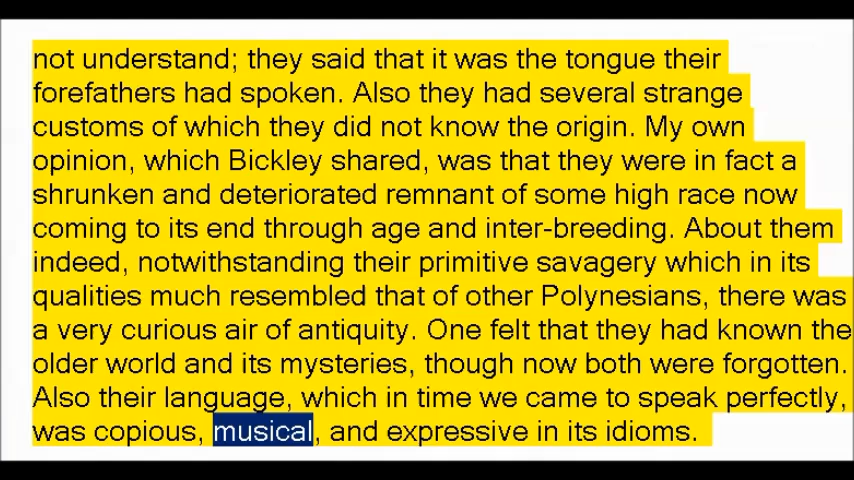 not understand; they said that it was the tongue their
forefathers had spoken. Also they had several strange
customs of which they did not know the origin. My own
opinion, which Bickley shared, was that they were in fact a
shrunken and deteriorated remnant of some high race now
coming to its end through age and inter-breeding. About them
indeed, notwithstanding their primitive savagery which in its
qualities much resembled that of other Polynesians, there was
a very curious air of antiquity. One felt that they had known the
older world and its mysteries, though now both were forgotten.
Also their language, which in time we came to speak perfectly,
was copious, musical, and expressive in its idioms.